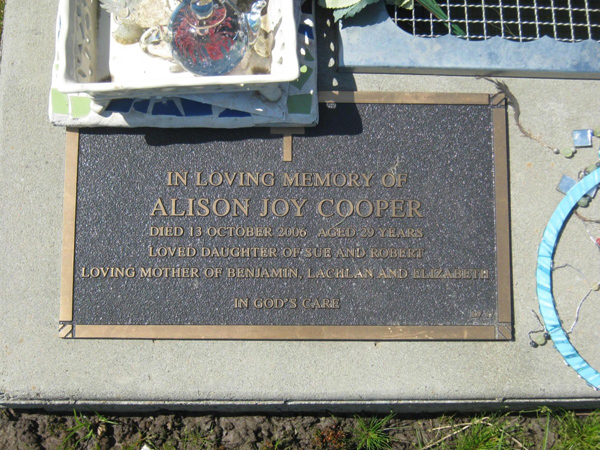 IN LOVING MEMORY OF
ALISON JOY COOPER
DIED 13 OCTOBER 2006 AGED 29 YEARS
LOVED DAUGHTER OF SUE AND ROBERT
LOVING MOTHER OF BENJAMIN, LACHLAN AND ELIZABETH
IN GOD'S CARE